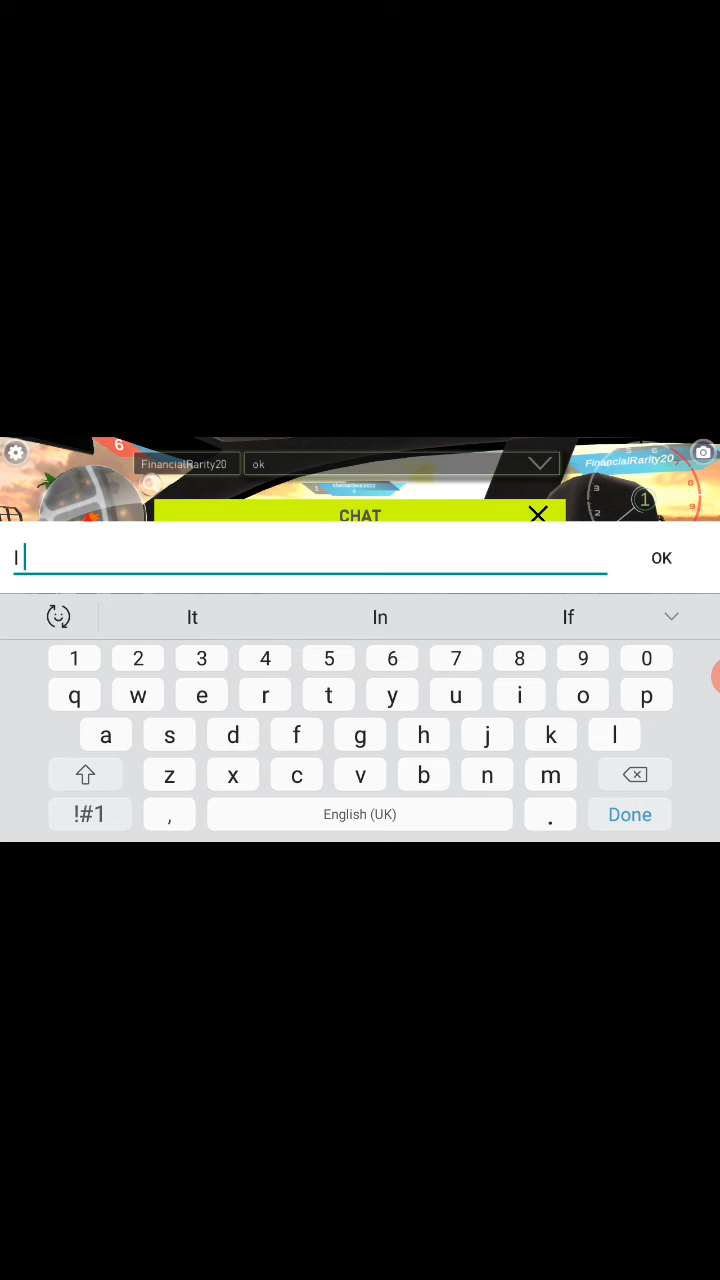 6
FinancialRarity20 ok
FinancialRarity20
1
CHAT
I
OK
It In If
1 2 3 4 5 6 7 8 9 0
q w e r t y u i o p
a s d f g h j k l
z x c v b n m
!#1 , English (UK) . Done